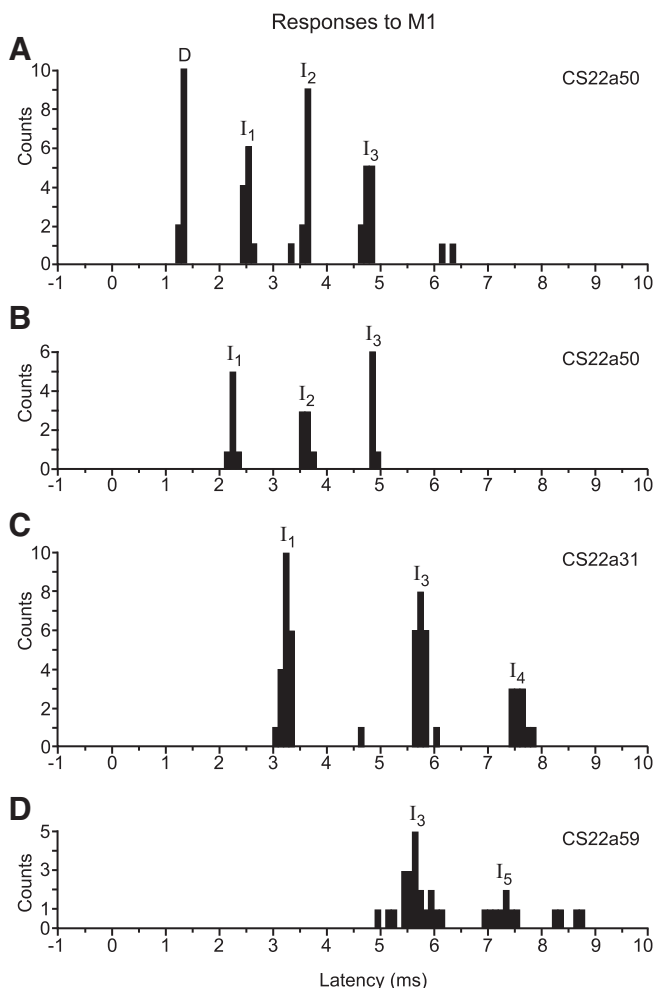 Responses to M1
A
CS22a50
Counts
D
I1
I2
I3
10
8
6
4
2
0
-1 0 1 2 3 4 5 6 7 8 9 10
B
CS22a50
Counts
I1
I2
I3
6
4
2
0
-1 0 1 2 3 4 5 6 7 8 9 10
C
CS22a31
Counts
I1
I3
I4
10
8
6
4
2
0
-1 0 1 2 3 4 5 6 7 8 9 10
D
CS22a59
Counts
I3
I5
5
3
1
0
-1 0 1 2 3 4 5 6 7 8 9 10
Latency (ms)